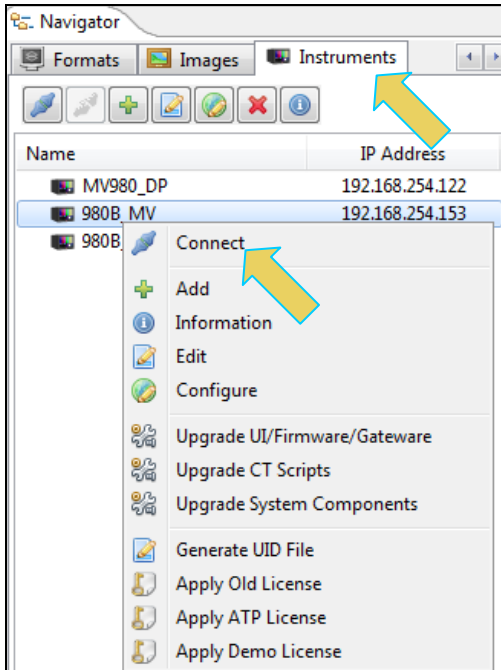 Navigator
Formats Images Instruments
Name IP Address
MV980_DP 192.168.254.122
980B_MV 192.168.254.153
980B
Connect
Add
Information
Edit
Configure
Upgrade UI/Firmware/Gateware
Upgrade CT Scripts
Upgrade System Components
Generate UID File
Apply Old License
Apply ATP License
Apply Demo License